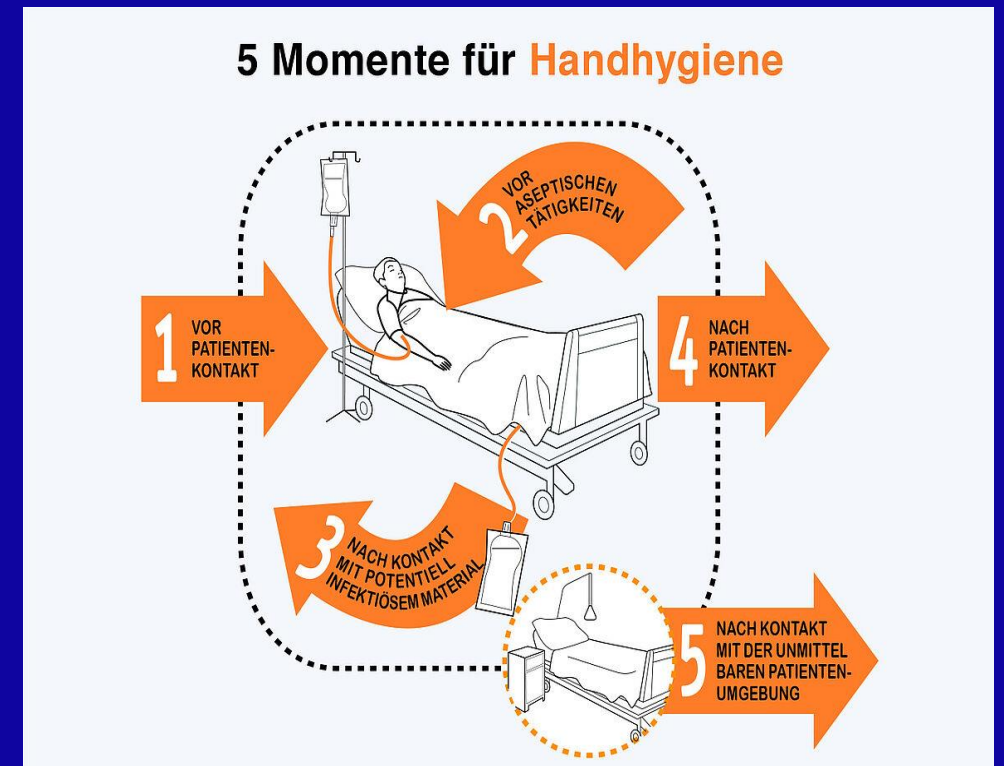 5 Momente für Handhygiene
1
VOR
PATIENTEN-
KONTAKT
2
VOR
ASEPTISCHEN
TÄTIGKEITEN
3
NACH KONTAKT
MIT POTENTIELL
INFEKTIÖSEM MATERIAL
4
NACH
PATIENTEN-
KONTAKT
5
NACH KONTAKT
MIT DER UNMITTEL
BAREN PATIENTEN-
UMGEBUNG